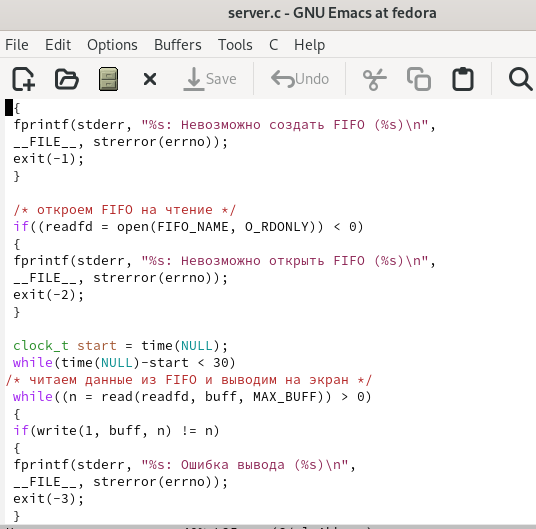 server.c - GNU Emacs at fedora
File Edit Options Buffers Tools C Help
Save Undo
{
fprintf(stderr, "%s: Невозможно создать FIFO (%s)\n",
__FILE__, strerror(errno));
exit(-1);
}
/* откроем FIFO на чтение */
if((readfd = open(FIFO_NAME, O_RDONLY)) < 0)
{
fprintf(stderr, "%s: Невозможно открыть FIFO (%s)\n",
__FILE__, strerror(errno));
exit(-2);
}
clock_t start = time(NULL);
while(time(NULL)-start < 30)
/* читаем данные из FIFO и выводим на экран */
while((n = read(readfd, buff, MAX_BUFF)) > 0)
{
if(write(1, buff, n) != n)
{
fprintf(stderr, "%s: Ошибка вывода (%s)\n",
__FILE__, strerror(errno));
exit(-3);
}